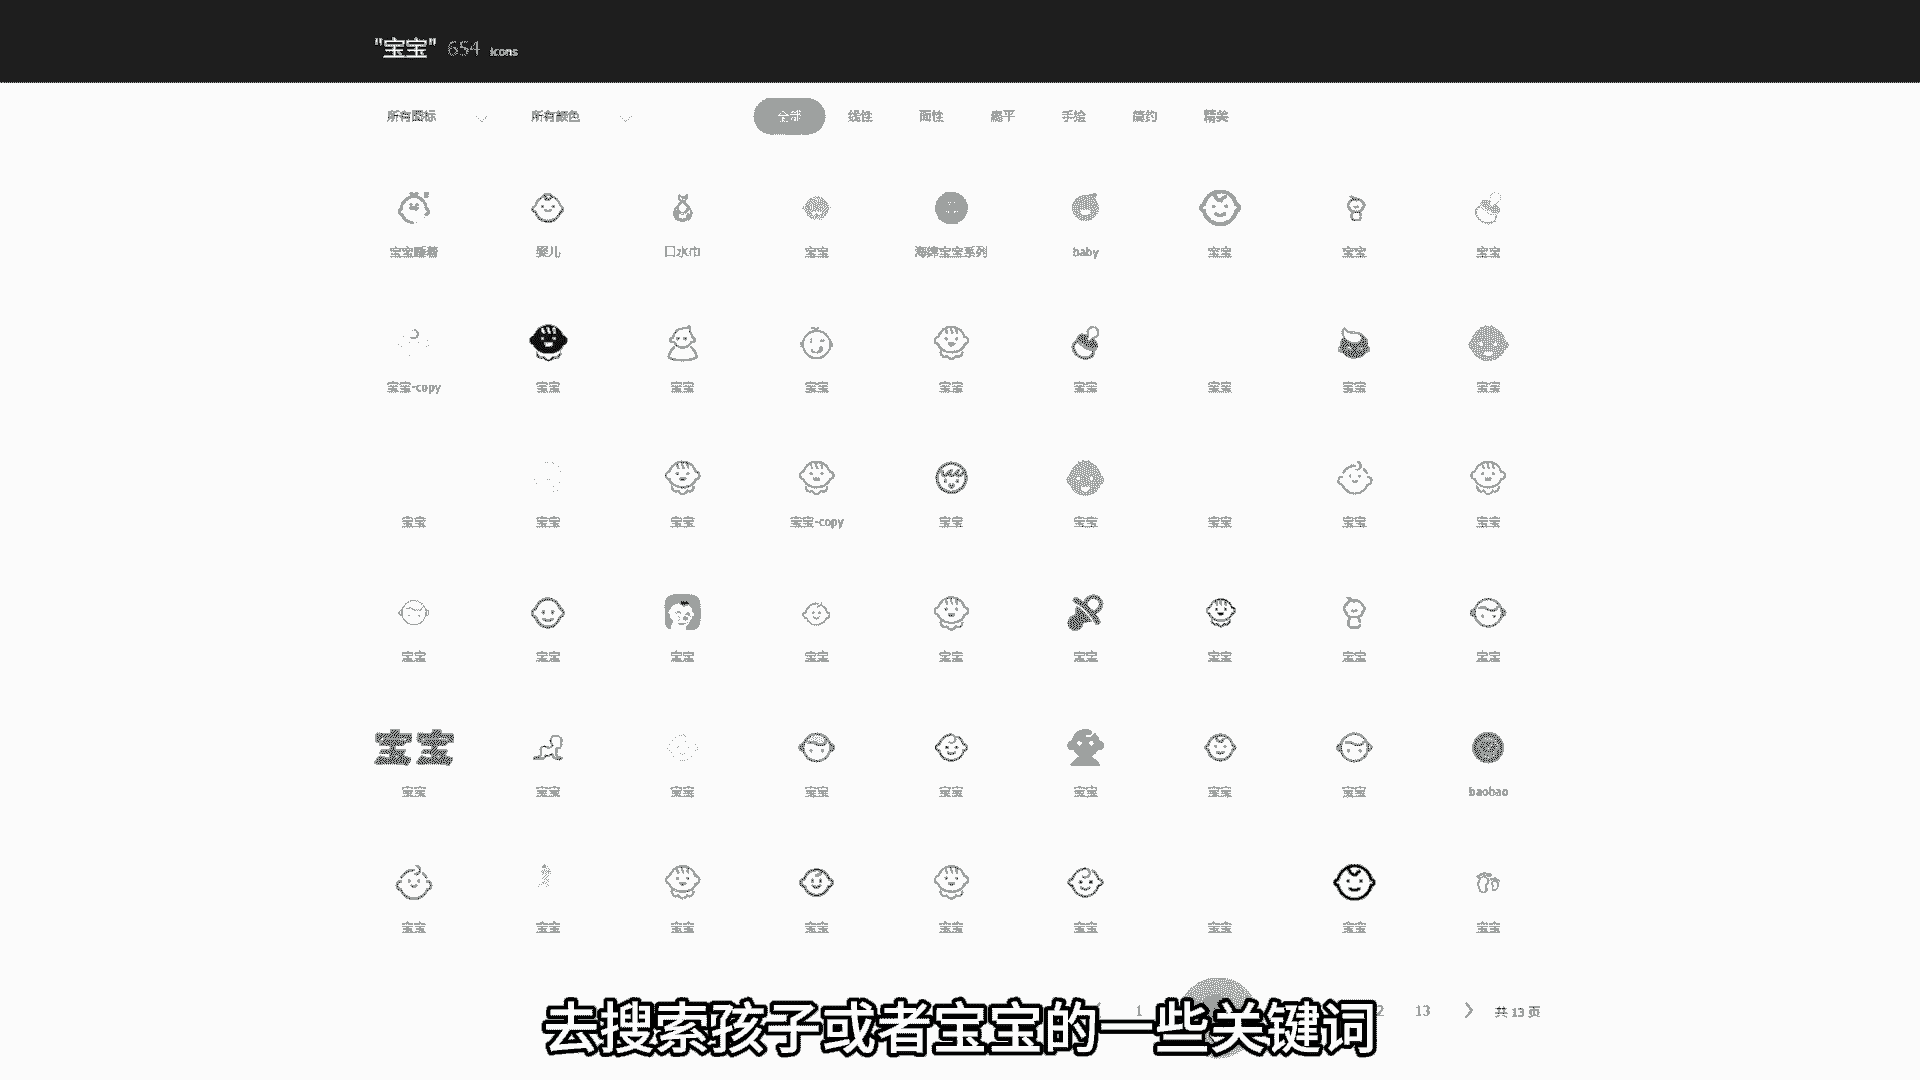 "宝宝" 654 icons
所有图标 所有颜色 全部 线性 面性 扁平 手绘 简约 精美
宝宝睡着 婴儿 口水巾 宝宝 海绵宝宝系列 baby 宝宝 宝宝 宝宝
宝宝-copy 宝宝 宝宝 宝宝 宝宝 宝宝 宝宝 宝宝 宝宝
宝宝 宝宝 宝宝 宝宝-copy 宝宝 宝宝 宝宝 宝宝 宝宝
宝宝 宝宝 宝宝 宝宝 宝宝 宝宝 宝宝 宝宝 宝宝
宝宝
宝宝 宝宝 宝宝 宝宝 宝宝 宝宝 宝宝 宝宝 baobao
宝宝 宝宝 宝宝 宝宝 宝宝 宝宝 宝宝 宝宝 宝宝
1 2 13 共 13 页
去搜索孩子或者宝宝的一些关键词